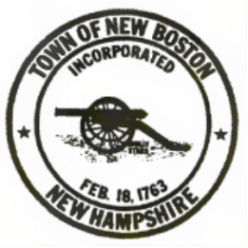 TOWN OF NEW BOSTON
INCORPORATED
FEB. 18, 1763
NEW HAMPSHIRE